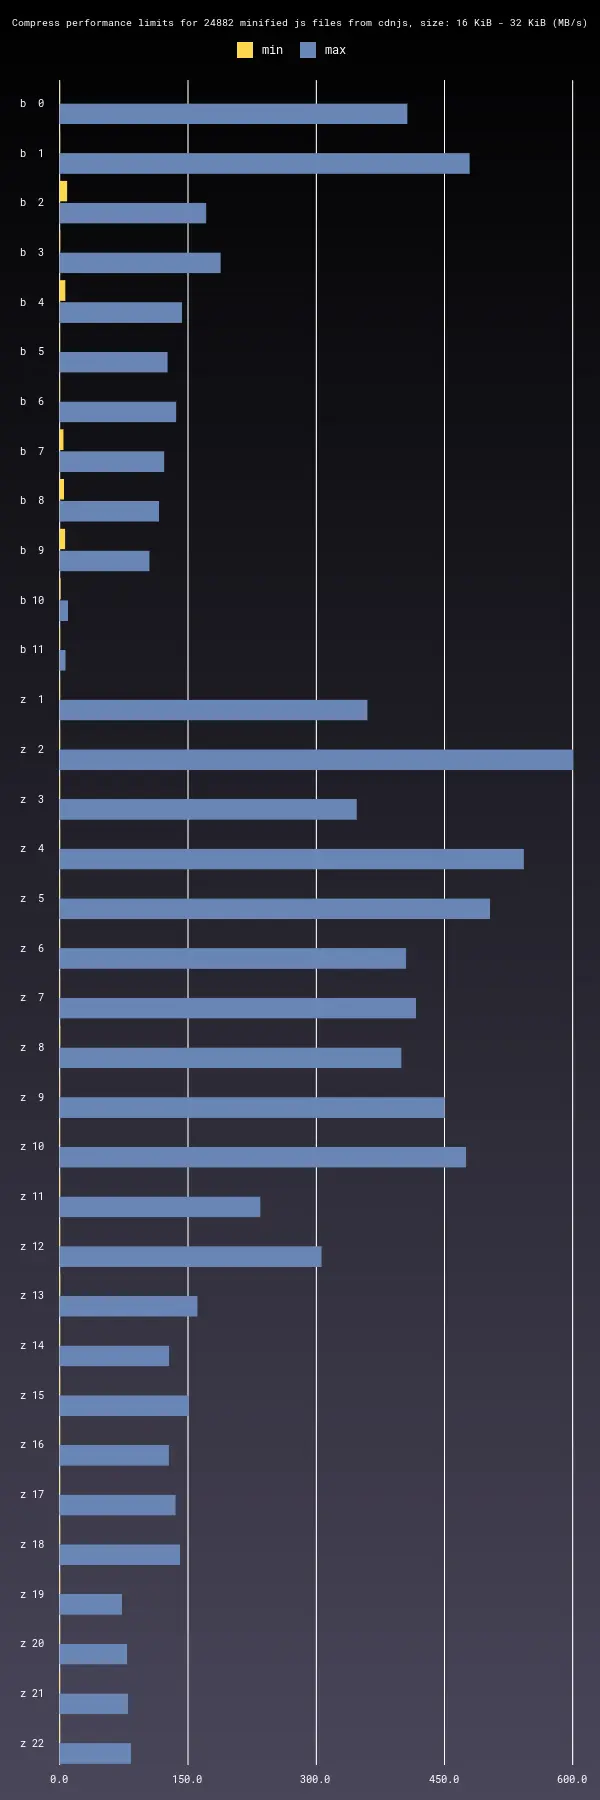 Compress performance limits for 24882 minified js files from cdnjs, size: 16 KiB - 32 KiB (MB/s)
min max
b 0
b 1
b 2
b 3
b 4
b 5
b 6
b 7
b 8
b 9
b 10
b 11
z 1
z 2
z 3
z 4
z 5
z 6
z 7
z 8
z 9
z 10
z 11
z 12
z 13
z 14
z 15
z 16
z 17
z 18
z 19
z 20
z 21
z 22
0.0 150.0 300.0 450.0 600.0